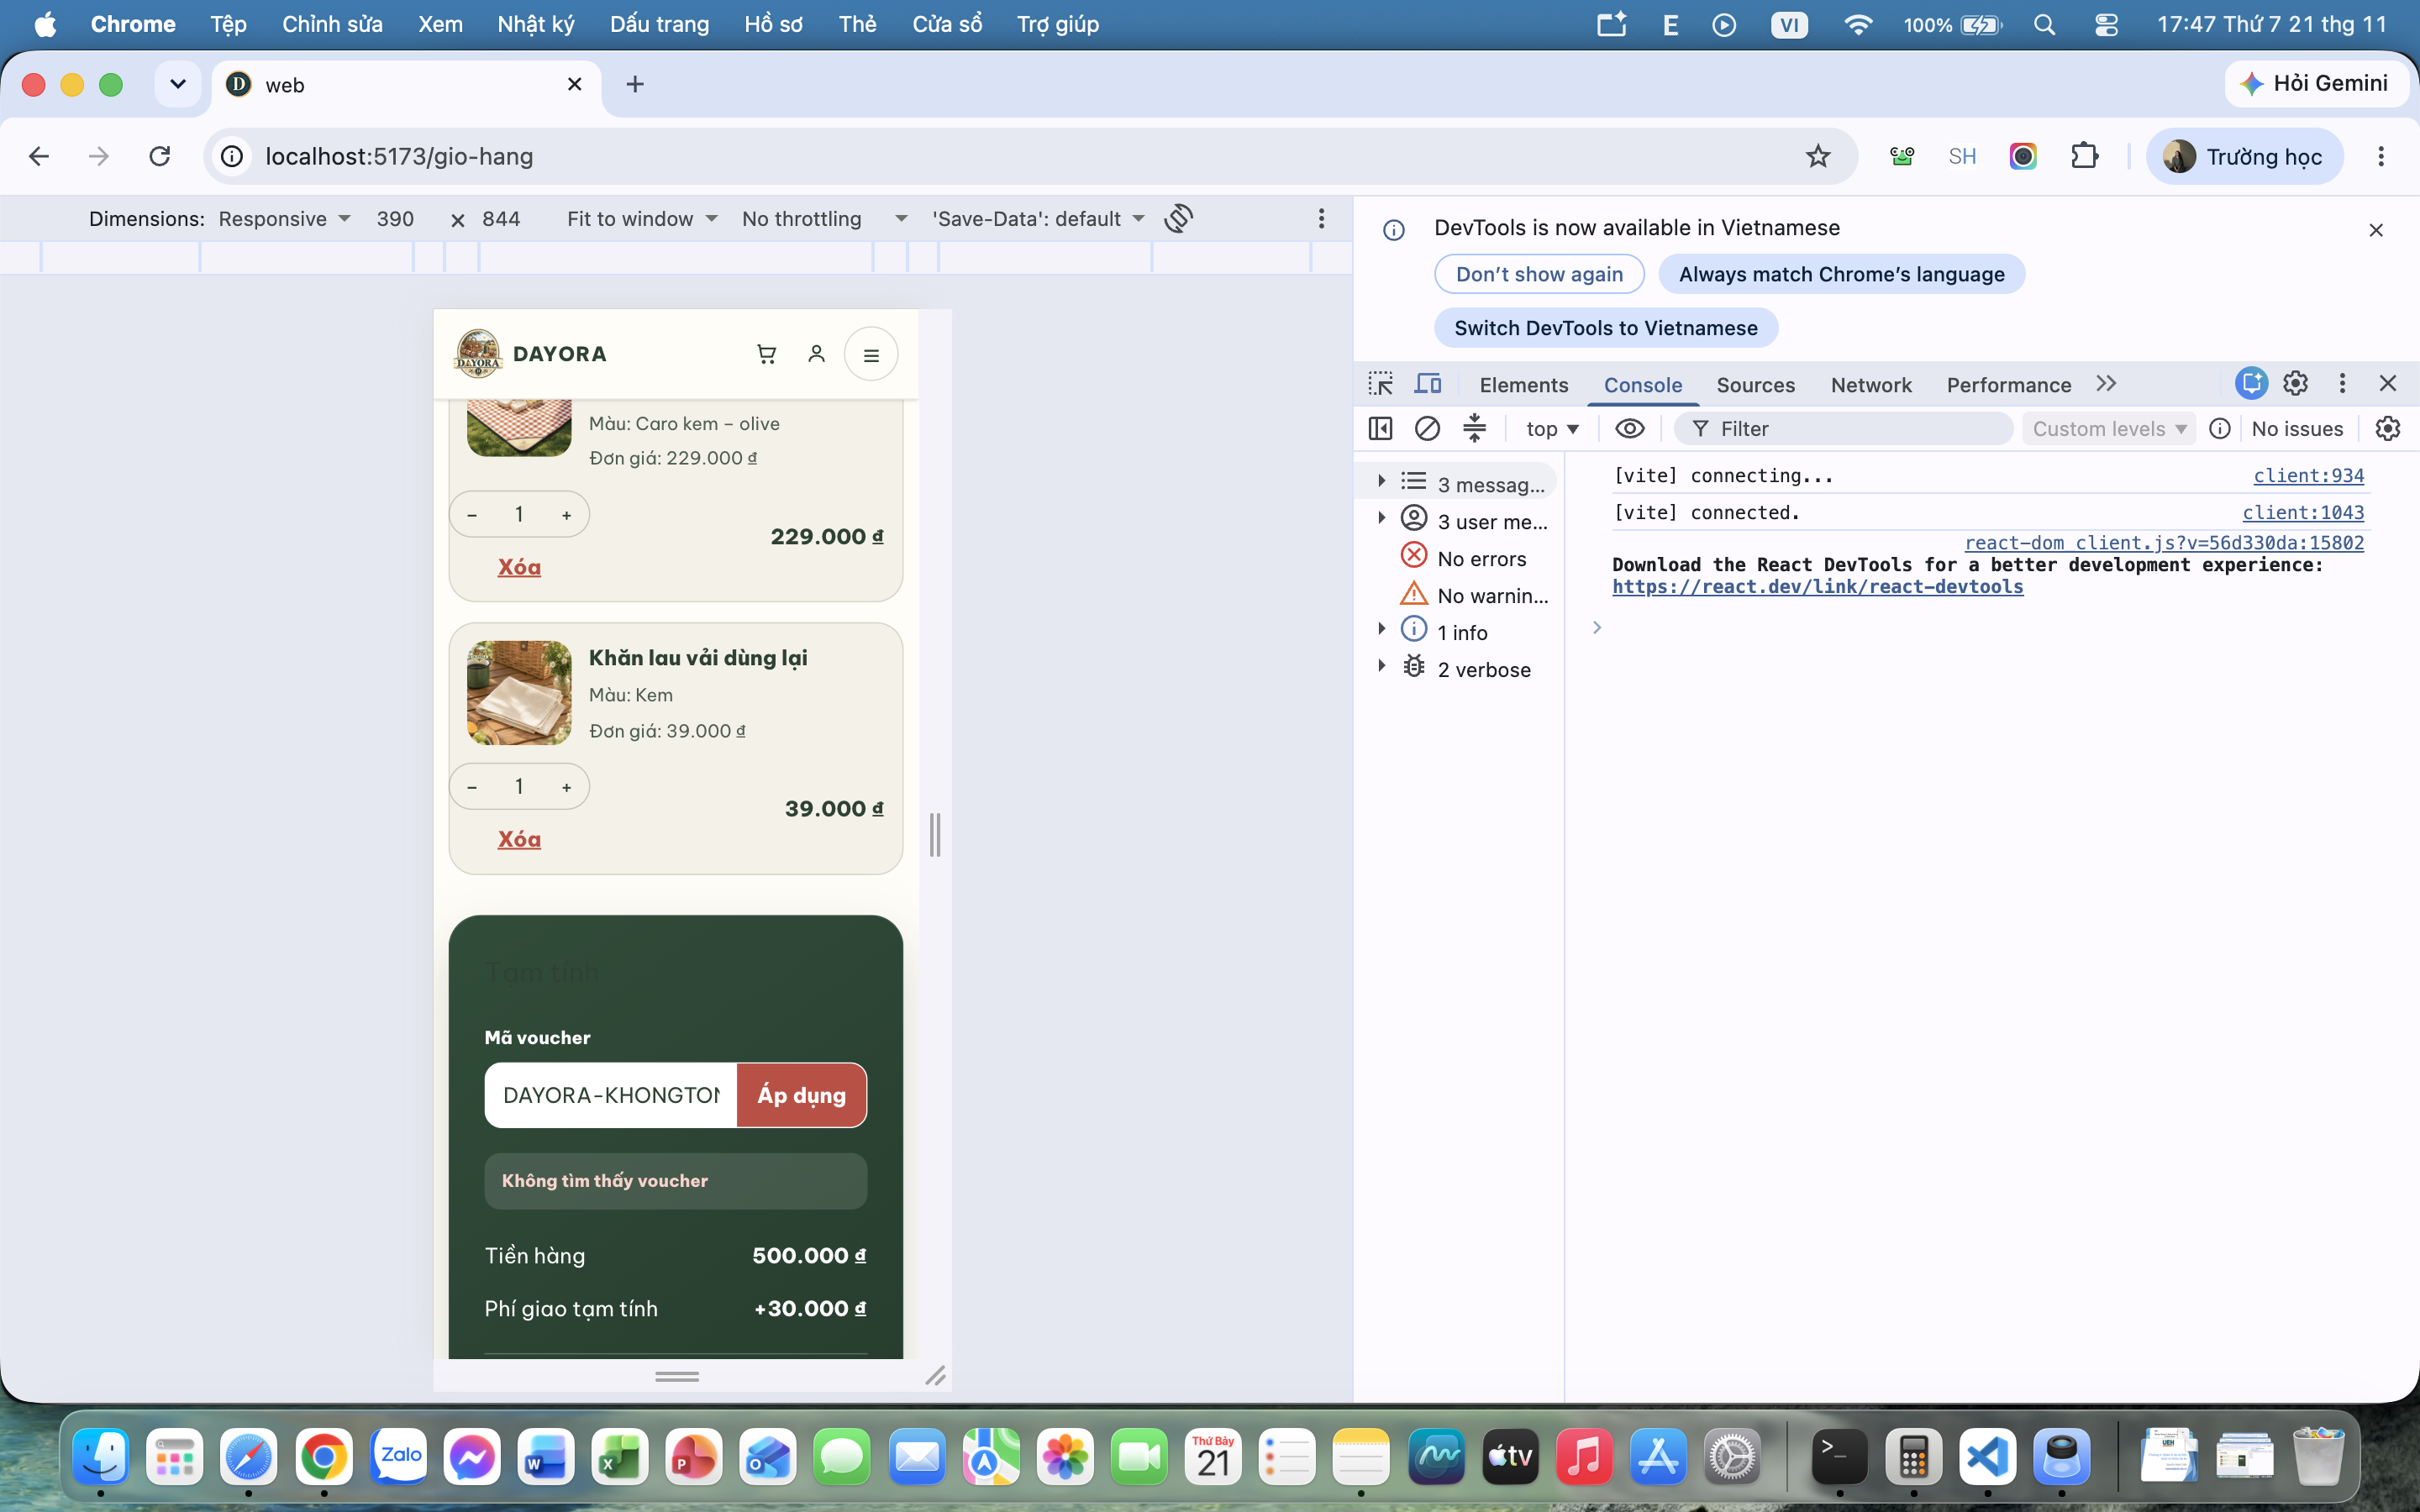 Chrome Tệp Chỉnh sửa Xem Nhật ký Dấu trang Hồ sơ Thẻ Cửa sổ Trợ giúp E VI 100% 17:47 Thứ 7 21 thg 11
D web Hỏi Gemini
localhost:5173/gio-hang SH Trường học
Dimensions: Responsive 390 × 844 Fit to window No throttling 'Save-Data': default
DevTools is now available in Vietnamese
Don't show again Always match Chrome's language
Switch DevTools to Vietnamese
Elements Console Sources Network Performance
top Filter Custom levels No issues
3 messag...
3 user me...
No errors
No warnin...
1 info
2 verbose
[vite] connecting... client:934
[vite] connected. client:1043
react-dom_client.js?v=56d330da:15802
Download the React DevTools for a better development experience:
https://react.dev/link/react-devtools
DAYORA DAYORA
Màu: Caro kem – olive
Đơn giá: 229.000 ₫
– 1 +
229.000 ₫
Xóa
Khăn lau vải dùng lại
Màu: Kem
Đơn giá: 39.000 ₫
– 1 +
39.000 ₫
Xóa
Tạm tính
Mã voucher
DAYORA-KHONGTON Áp dụng
Không tìm thấy voucher
Tiền hàng 500.000 ₫
Phí giao tạm tính +30.000 ₫
Zalo W X P O Thứ Bảy 21 tv